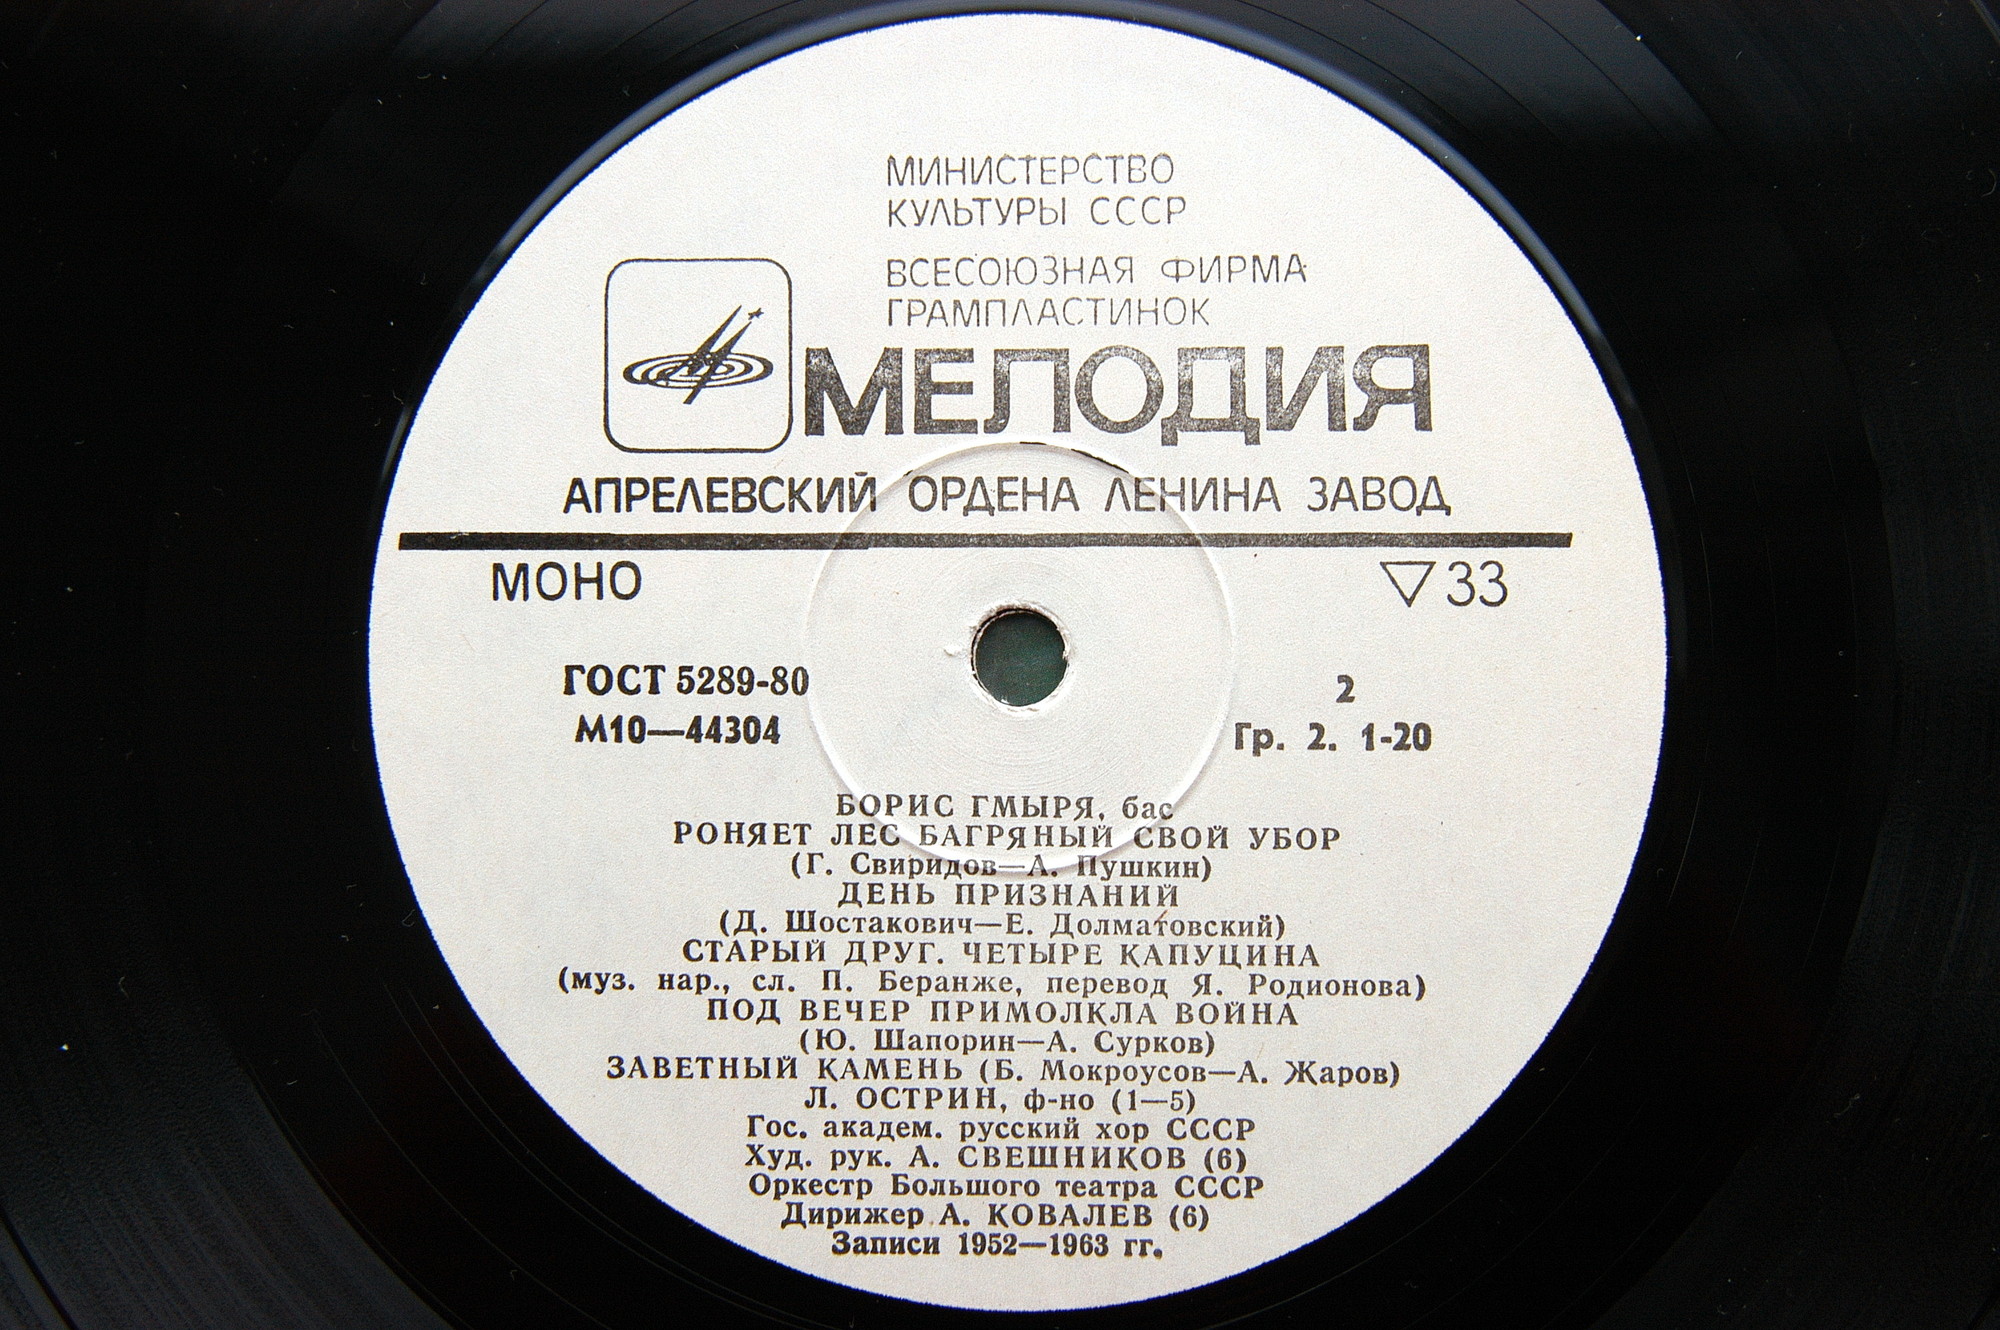 МИНИСТЕРСТВО
КУЛЬТУРЫ СССР
ВСЕСОЮЗНАЯ ФИРМА
ГРАМПЛАСТИНОК
МЕЛОДИЯ
АПРЕЛЕВСКИЙ ОРДЕНА ЛЕНИНА ЗАВОД
МОНО ▽33
ГОСТ 5289-80 2
М10—44304 Гр. 2. 1-20
БОРИС ГМЫРЯ, бас
РОНЯЕТ ЛЕС БАГРЯНЫЙ СВОЙ УБОР
(Г. Свиридов—А. Пушкин)
ДЕНЬ ПРИЗНАНИЙ
(Д. Шостакович—Е. Долматовский)
СТАРЫЙ ДРУГ. ЧЕТЫРЕ КАПУЦИНА
(муз. нар., сл. П. Беранже, перевод Я. Родионова)
ПОД ВЕЧЕР ПРИМОЛКЛА ВОЙНА
(Ю. Шапорин—А. Сурков)
ЗАВЕТНЫЙ КАМЕНЬ (Б. Мокроусов—А. Жаров)
Л. ОСТРИН, ф-но (1—5)
Гос. академ. русский хор СССР
Худ. рук. А. СВЕШНИКОВ (6)
Оркестр Большого театра СССР
Дирижер А. КОВАЛЕВ (6)
Записи 1952—1963 гг.